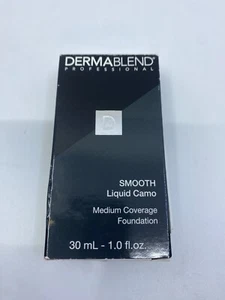 DERMABLEND®
PROFESSIONAL
D
SMOOTH
Liquid Camo
Medium Coverage
Foundation
30 mL - 1.0 fl.oz.